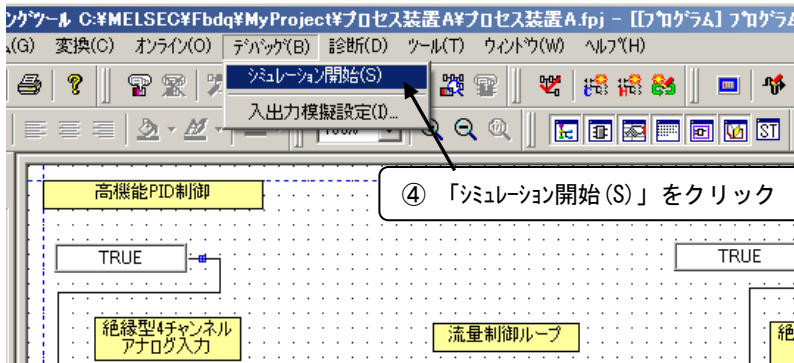 ングツール C:¥MELSEC¥Fbdq¥MyProject¥プロセス装置A¥プロセス装置A.fpj - [[プログラム] プログラム
(G) 変換(C) オンライン(O) デバッグ(B) 診断(D) ツール(T) ウィンドウ(W) ヘルプ(H)
シミュレーション開始(S)
入出力模擬設定(I)...
100%
ST
④ 「シミュレーション開始(S)」をクリック
高機能PID制御
TRUE
TRUE
絶縁型4チャンネル
アナログ入力
流量制御ループ
絶